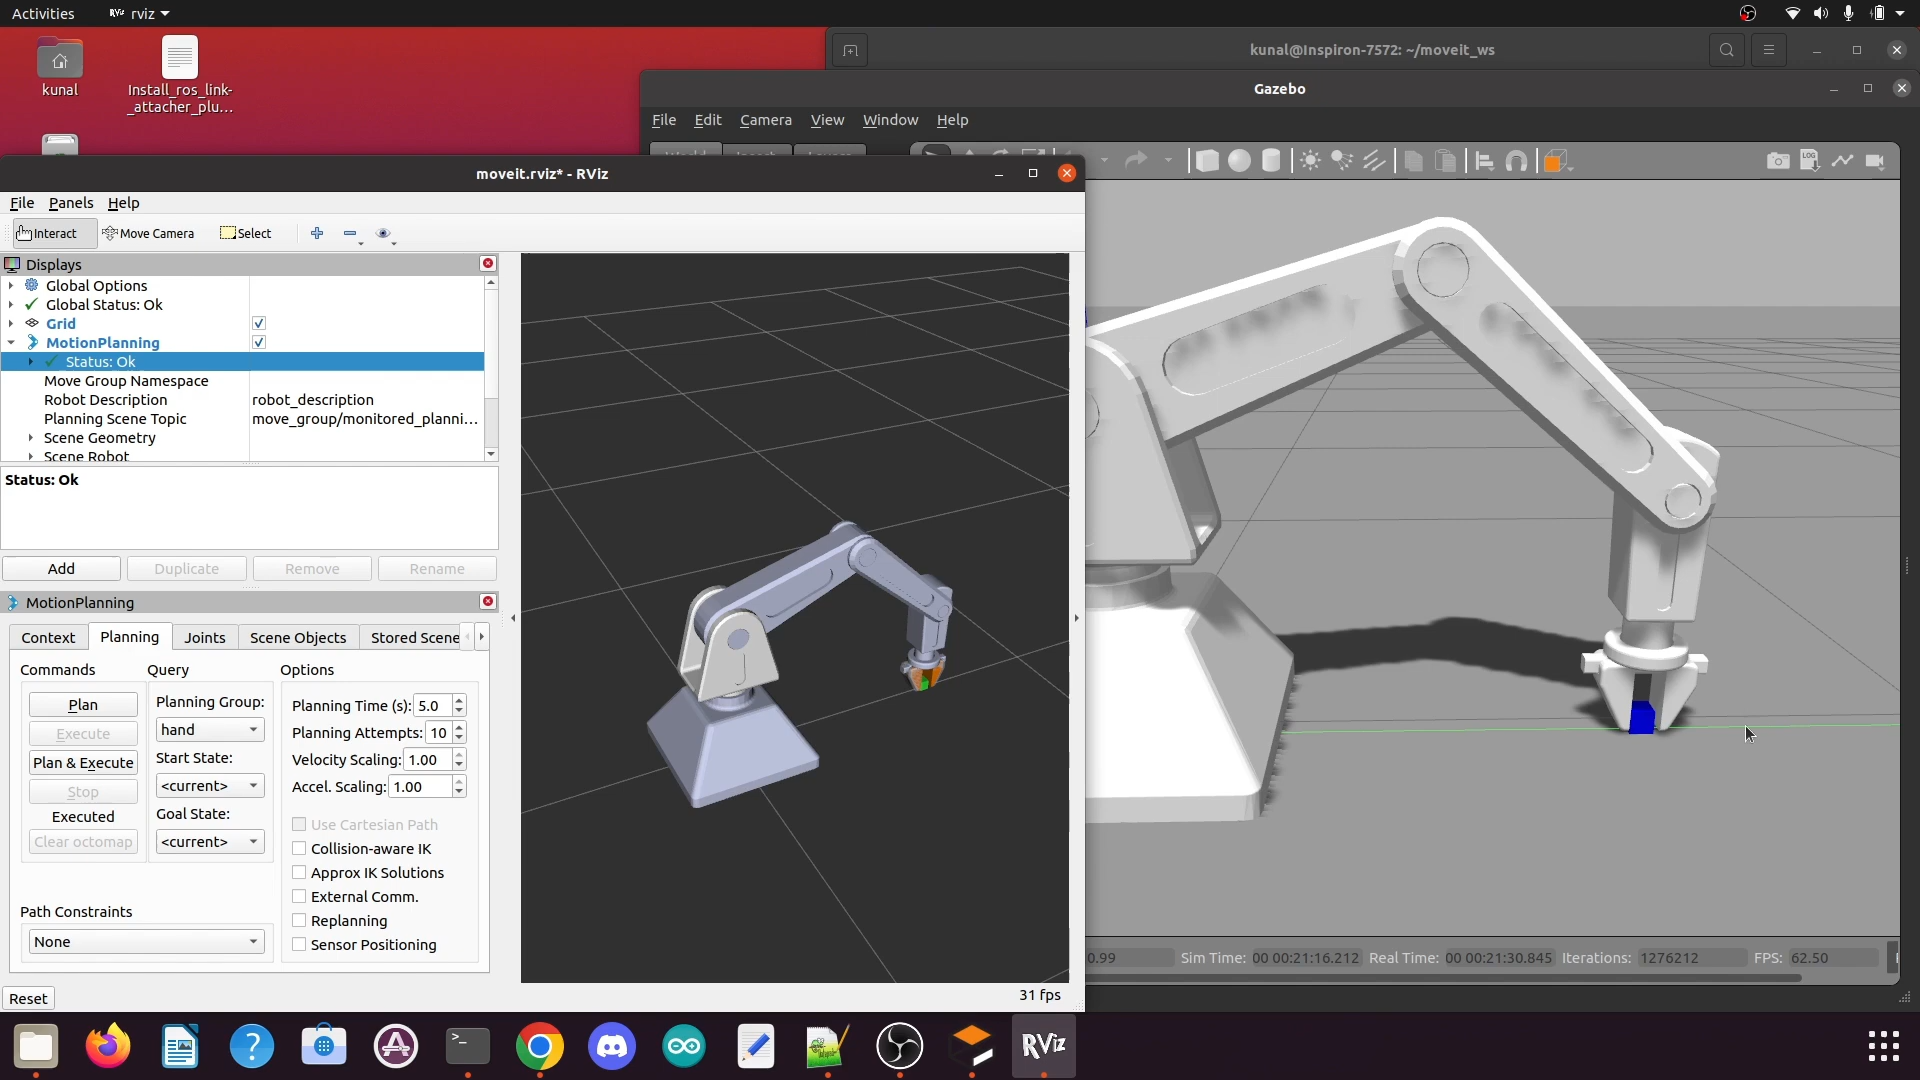 Activities
RViz rviz
kunal
Install_ros_link-
_attacher_plu...
kunal@Inspiron-7572: ~/moveit_ws
Gazebo
File Edit Camera View Window Help
moveit.rviz* - RViz
File Panels Help
Interact Move Camera Select
Displays
Global Options
Global Status: Ok
Grid
MotionPlanning
Status: Ok
Move Group Namespace
Robot Description robot_description
Planning Scene Topic move_group/monitored_planni...
Scene Geometry
Scene Robot
Status: Ok
Add Duplicate Remove Rename
MotionPlanning
Context Planning Joints Scene Objects Stored Scene
Commands Query Options
Plan
Execute
Plan & Execute
Stop
Executed
Clear octomap
Planning Group:
hand
Start State:
<current>
Goal State:
<current>
Planning Time (s): 5.0
Planning Attempts: 10
Velocity Scaling: 1.00
Accel. Scaling: 1.00
Use Cartesian Path
Collision-aware IK
Approx IK Solutions
External Comm.
Replanning
Sensor Positioning
Path Constraints
None
Reset
31 fps
LOG
0.99 Sim Time: 00 00:21:16.212 Real Time: 00 00:21:30.845 Iterations: 1276212 FPS: 62.50
RViz